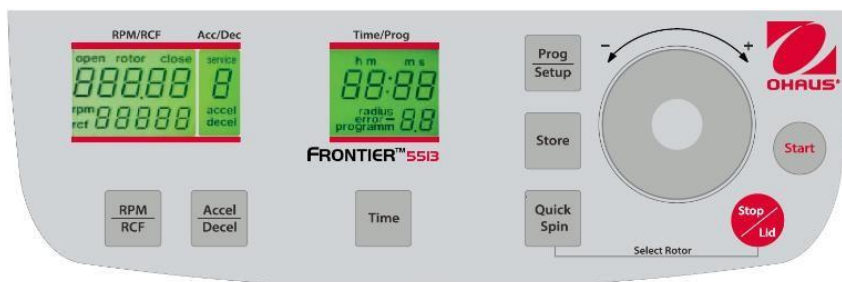 RPM/RCF
Acc/Dec
open rotor close
service
888.88
8
rpm
rcf
88888
accel
decel
Time/Prog
h m m s
88:88
radius
error
programm
8.8
FRONTIER™ 5513
RPM
RCF
Accel
Decel
Time
Prog
Setup
Store
Quick
Spin
Select Rotor
- +
OHAUS®
Start
Stop
Lid